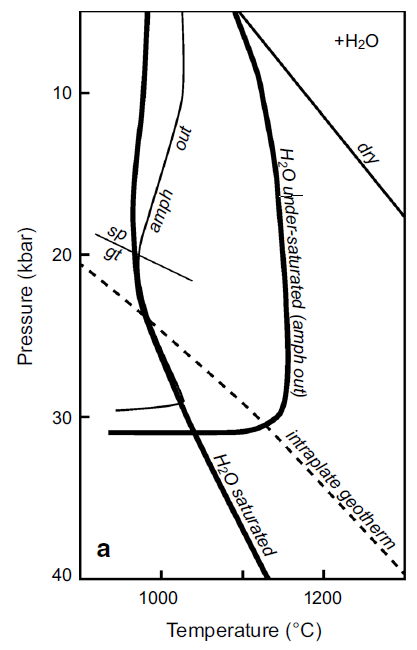 +H₂O
10
20
30
40
Pressure (kbar)
out
amph
sp
gt
dry
H₂O under-saturated (amph out)
intraplate geotherm
H₂O saturated
a
1000
1200
Temperature (°C)